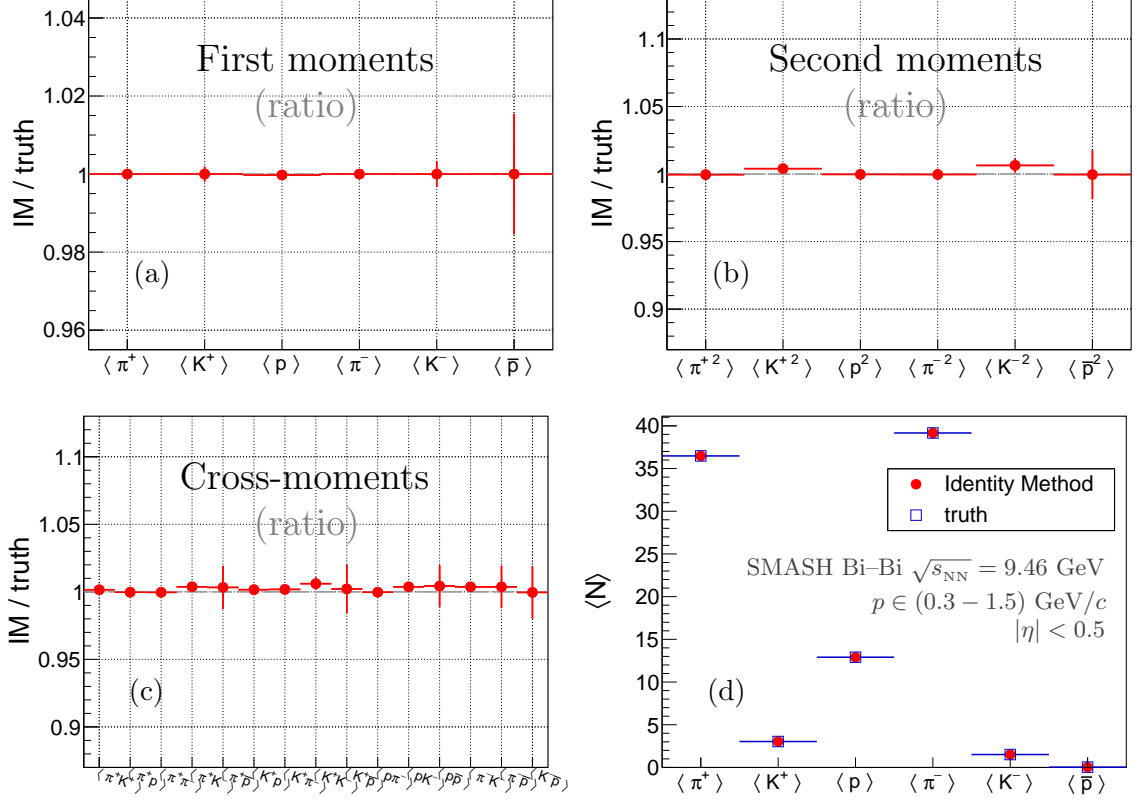 1.04
1.02
1
0.98
0.96
IM / truth
First moments
(ratio)
(a)
⟨ π⁺ ⟩ ⟨ K⁺ ⟩ ⟨ p ⟩ ⟨ π⁻ ⟩ ⟨ K⁻ ⟩ ⟨ p̅ ⟩
1.1
1.05
1
0.95
0.9
IM / truth
Second moments
(ratio)
(b)
⟨ π⁺ ² ⟩ ⟨ K⁺ ² ⟩ ⟨ p² ⟩ ⟨ π⁻ ² ⟩ ⟨ K⁻ ² ⟩ ⟨ p̅² ⟩
1.1
1.05
1
0.95
0.9
IM / truth
Cross-moments
(ratio)
(c)
⟨ π⁺K⁺ ⟩ ⟨ π⁺p ⟩ ⟨ π⁺π⁻ ⟩ ⟨ π⁺K⁻ ⟩ ⟨ π⁺p̅ ⟩ ⟨ K⁺p ⟩ ⟨ K⁺π⁻ ⟩ ⟨ K⁺K⁻ ⟩ ⟨ K⁺p̅ ⟩ ⟨ pπ⁻ ⟩ ⟨ pK⁻ ⟩ ⟨ pp̅ ⟩ ⟨ π⁻K⁻ ⟩ ⟨ π⁻p̅ ⟩ ⟨ K⁻p̅ ⟩
40
35
30
25
20
15
10
5
0
⟨N⟩
Identity Method
truth
SMASH Bi–Bi √s_NN = 9.46 GeV
p ∈ (0.3 − 1.5) GeV/c
|η| < 0.5
(d)
⟨ π⁺ ⟩ ⟨ K⁺ ⟩ ⟨ p ⟩ ⟨ π⁻ ⟩ ⟨ K⁻ ⟩ ⟨ p̅ ⟩